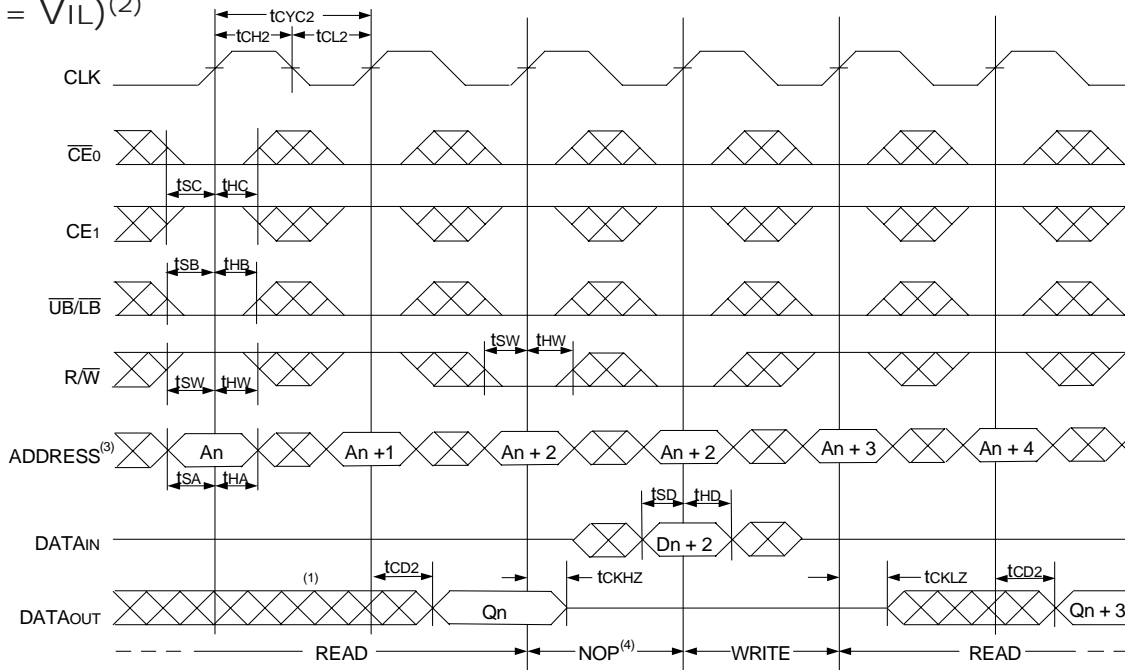 = VIL)(2)
tCYC2
tCH2 tCL2
CLK
CE0
tSC tHC
CE1
tSB tHB
UB/LB
tSW tHW
R/W
tSW tHW
ADDRESS(3) An An +1 An + 2 An + 2 An + 3 An + 4
tSA tHA
tSD tHD
DATAIN Dn + 2
(1) tCD2 tCKHZ tCKLZ tCD2
DATAOUT Qn Qn + 3
READ NOP(4) WRITE READ